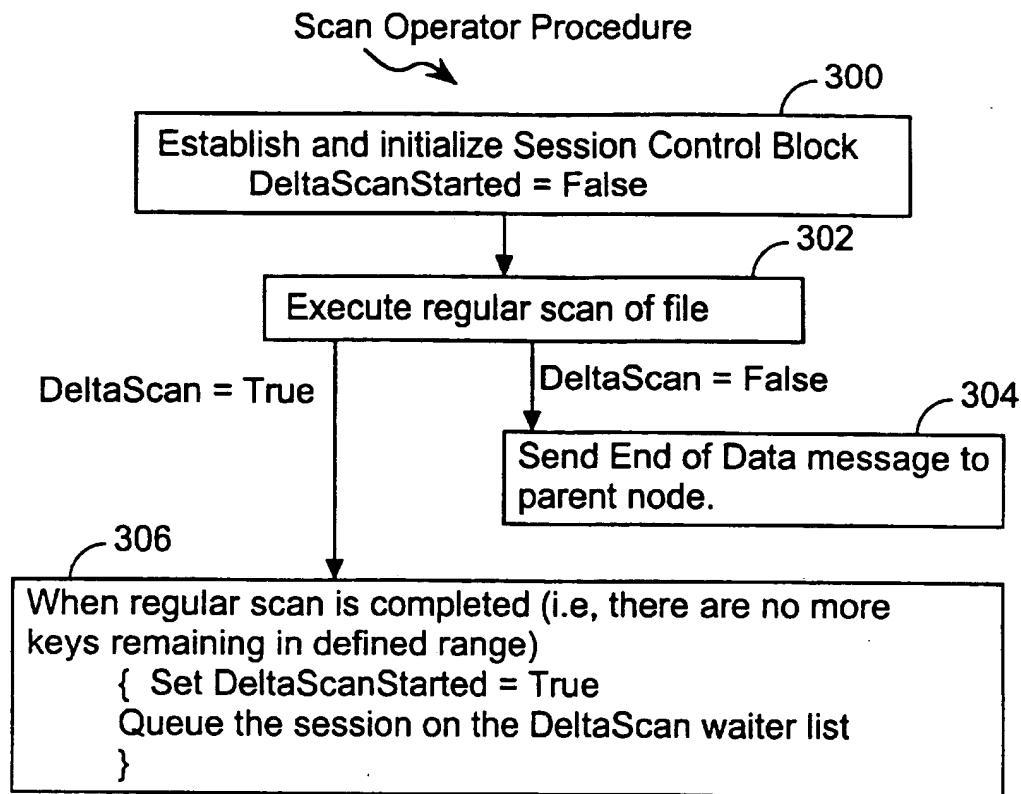 Scan Operator Procedure
300
Establish and initialize Session Control Block
DeltaScanStarted = False
302
Execute regular scan of file
DeltaScan = True
DeltaScan = False
304
Send End of Data message to
parent node.
306
When regular scan is completed (i.e, there are no more
keys remaining in defined range)
{ Set DeltaScanStarted = True
Queue the session on the DeltaScan waiter list
}